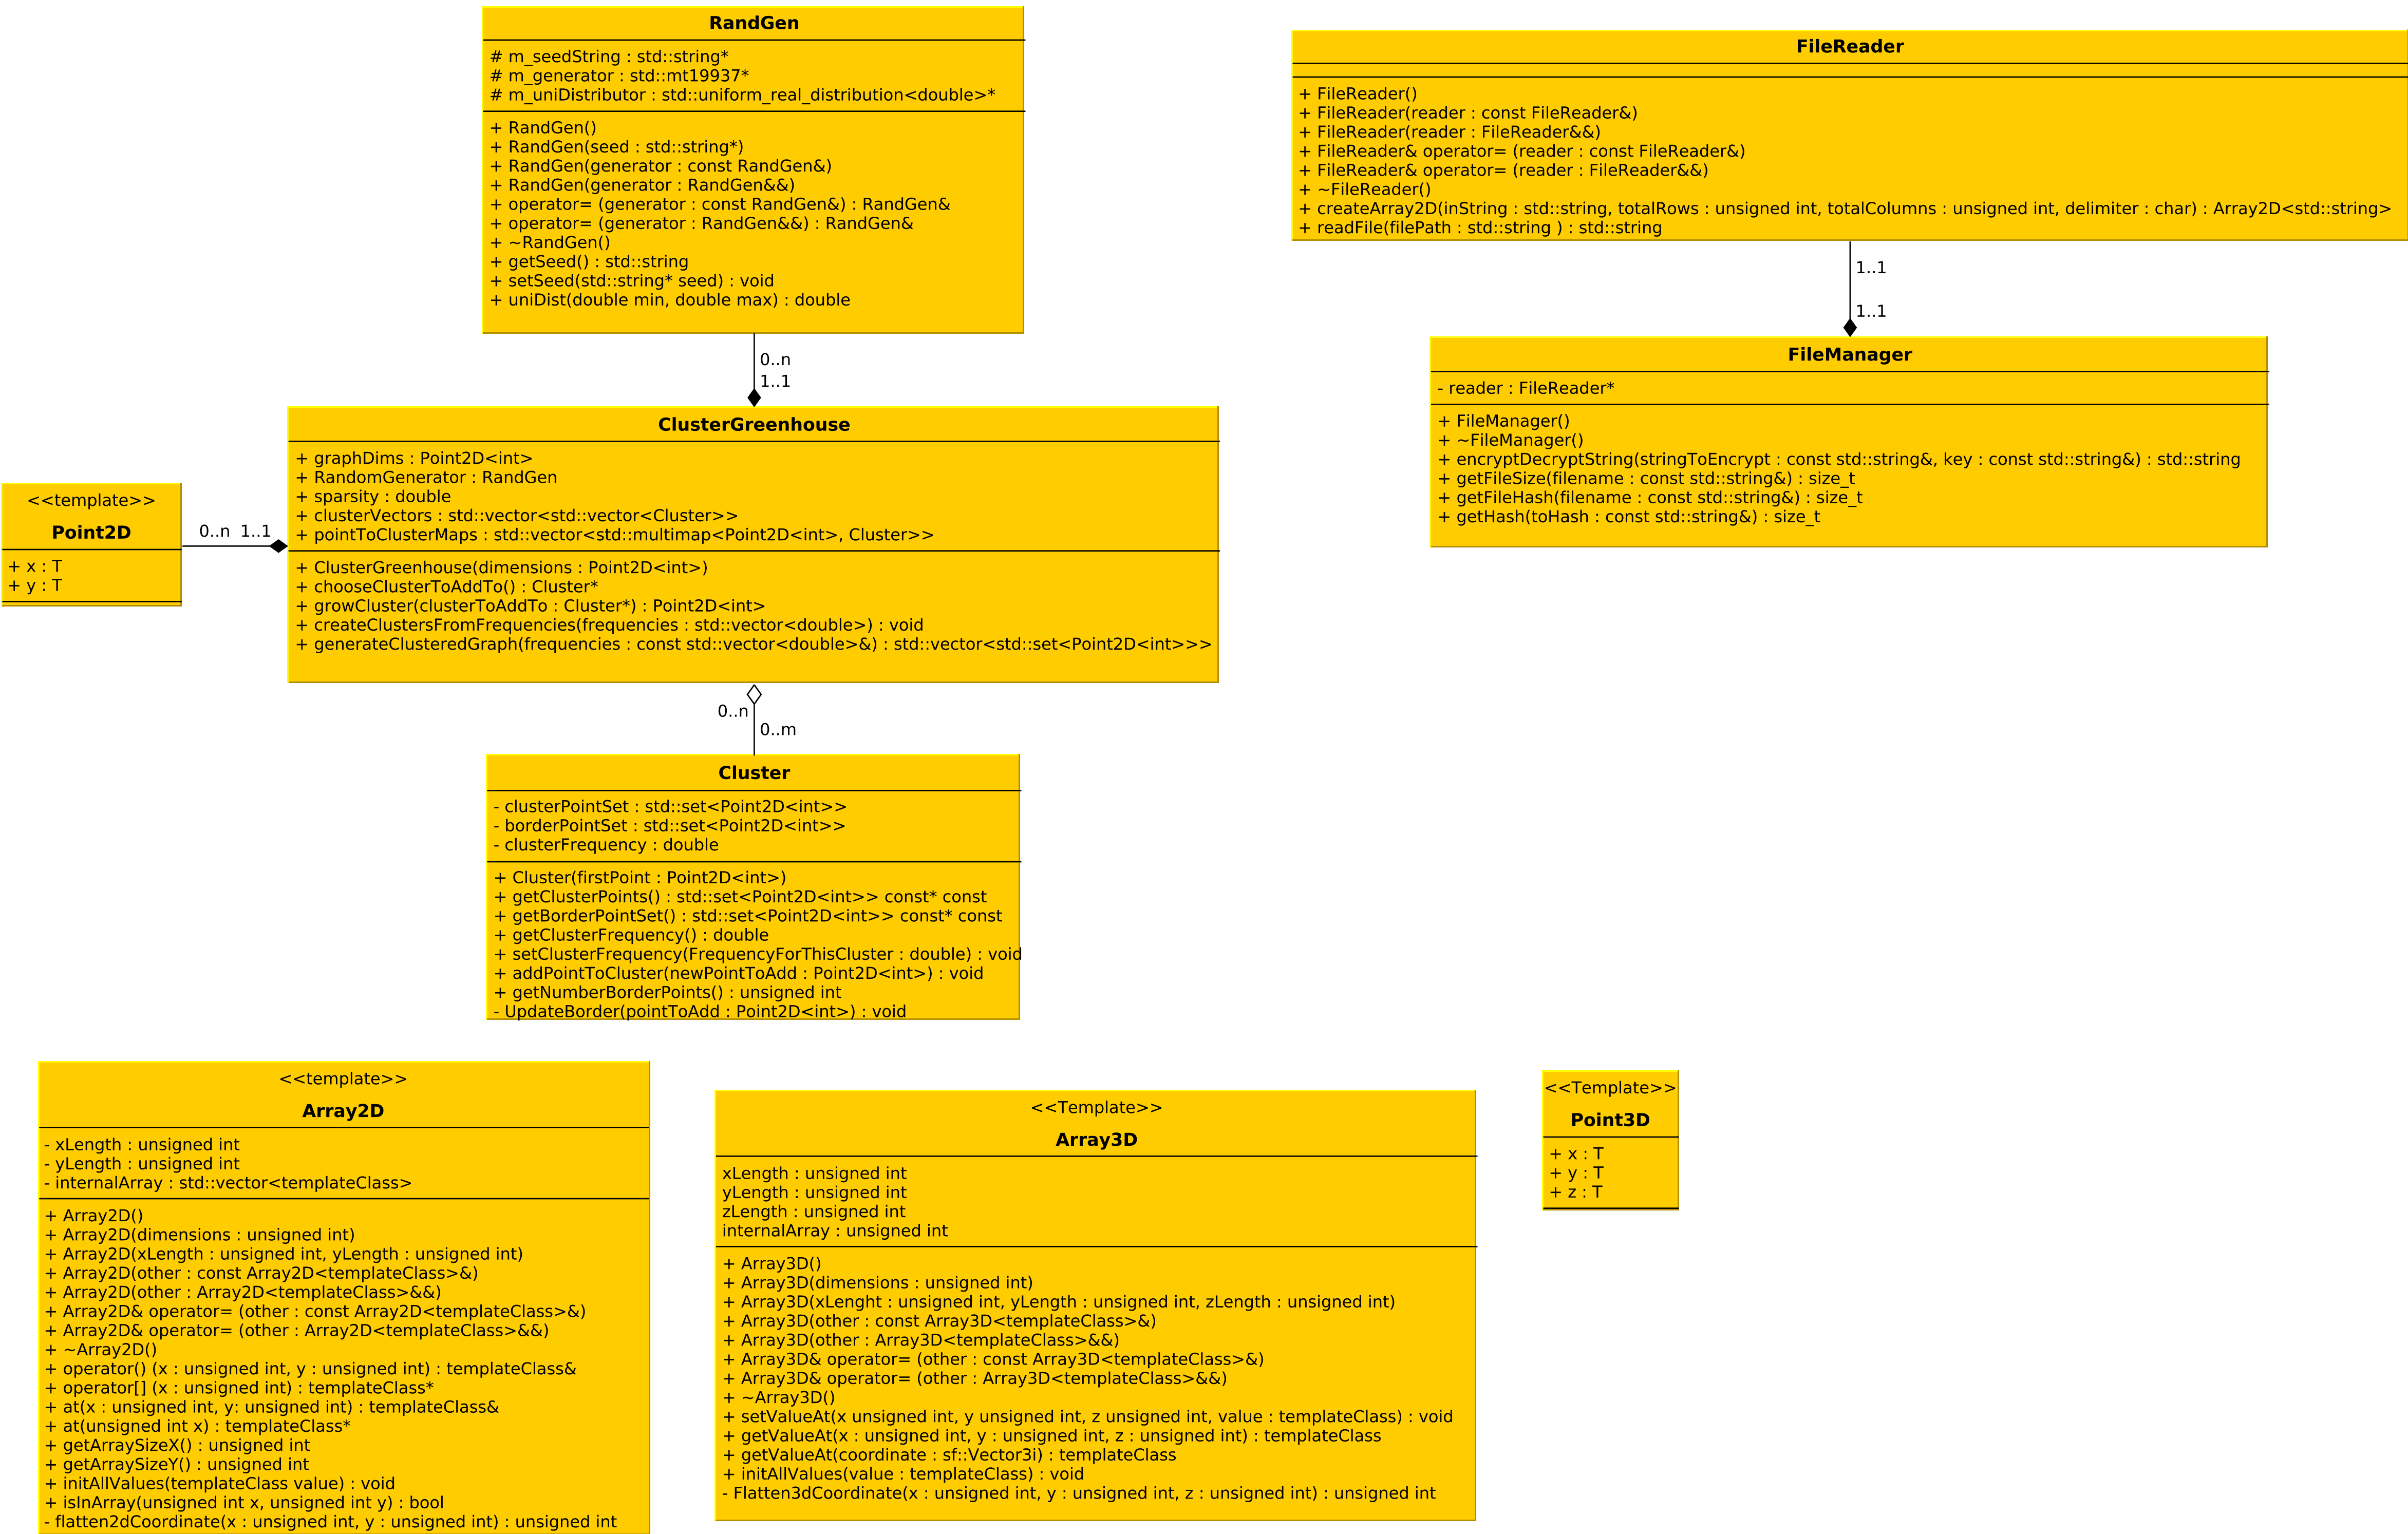 RandGen
# m_seedString : std::string*
# m_generator : std::mt19937*
# m_uniDistributor : std::uniform_real_distribution<double>*
+ RandGen()
+ RandGen(seed : std::string*)
+ RandGen(generator : const RandGen&)
+ RandGen(generator : RandGen&&)
+ operator= (generator : const RandGen&) : RandGen&
+ operator= (generator : RandGen&&) : RandGen&
+ ~RandGen()
+ getSeed() : std::string
+ setSeed(std::string* seed) : void
+ uniDist(double min, double max) : double
FileReader
+ FileReader()
+ FileReader(reader : const FileReader&)
+ FileReader(reader : FileReader&&)
+ FileReader& operator= (reader : const FileReader&)
+ FileReader& operator= (reader : FileReader&&)
+ ~FileReader()
+ createArray2D(inString : std::string, totalRows : unsigned int, totalColumns : unsigned int, delimiter : char) : Array2D<std::string>
+ readFile(filePath : std::string ) : std::string
1..1
1..1
FileManager
- reader : FileReader*
+ FileManager()
+ ~FileManager()
+ encryptDecryptString(stringToEncrypt : const std::string&, key : const std::string&) : std::string
+ getFileSize(filename : const std::string&) : size_t
+ getFileHash(filename : const std::string&) : size_t
+ getHash(toHash : const std::string&) : size_t
0..n
1..1
ClusterGreenhouse
+ graphDims : Point2D<int>
+ RandomGenerator : RandGen
+ sparsity : double
+ clusterVectors : std::vector<std::vector<Cluster>>
+ pointToClusterMaps : std::vector<std::multimap<Point2D<int>, Cluster>>
+ ClusterGreenhouse(dimensions : Point2D<int>)
+ chooseClusterToAddTo() : Cluster*
+ growCluster(clusterToAddTo : Cluster*) : Point2D<int>
+ createClustersFromFrequencies(frequencies : std::vector<double>) : void
+ generateClusteredGraph(frequencies : const std::vector<double>&) : std::vector<std::set<Point2D<int>>>
<<template>>
Point2D
+ x : T
+ y : T
0..n 1..1
0..n
0..m
Cluster
- clusterPointSet : std::set<Point2D<int>>
- borderPointSet : std::set<Point2D<int>>
- clusterFrequency : double
+ Cluster(firstPoint : Point2D<int>)
+ getClusterPoints() : std::set<Point2D<int>> const* const
+ getBorderPointSet() : std::set<Point2D<int>> const* const
+ getClusterFrequency() : double
+ setClusterFrequency(FrequencyForThisCluster : double) : void
+ addPointToCluster(newPointToAdd : Point2D<int>) : void
+ getNumberBorderPoints() : unsigned int
- UpdateBorder(pointToAdd : Point2D<int>) : void
<<template>>
Array2D
- xLength : unsigned int
- yLength : unsigned int
- internalArray : std::vector<templateClass>
+ Array2D()
+ Array2D(dimensions : unsigned int)
+ Array2D(xLength : unsigned int, yLength : unsigned int)
+ Array2D(other : const Array2D<templateClass>&)
+ Array2D(other : Array2D<templateClass>&&)
+ Array2D& operator= (other : const Array2D<templateClass>&)
+ Array2D& operator= (other : Array2D<templateClass>&&)
+ ~Array2D()
+ operator() (x : unsigned int, y : unsigned int) : templateClass&
+ operator[] (x : unsigned int) : templateClass*
+ at(x : unsigned int, y: unsigned int) : templateClass&
+ at(unsigned int x) : templateClass*
+ getArraySizeX() : unsigned int
+ getArraySizeY() : unsigned int
+ initAllValues(templateClass value) : void
+ isInArray(unsigned int x, unsigned int y) : bool
- flatten2dCoordinate(x : unsigned int, y : unsigned int) : unsigned int
<<Template>>
Array3D
xLength : unsigned int
yLength : unsigned int
zLength : unsigned int
internalArray : unsigned int
+ Array3D()
+ Array3D(dimensions : unsigned int)
+ Array3D(xLenght : unsigned int, yLength : unsigned int, zLength : unsigned int)
+ Array3D(other : const Array3D<templateClass>&)
+ Array3D(other : Array3D<templateClass>&&)
+ Array3D& operator= (other : const Array3D<templateClass>&)
+ Array3D& operator= (other : Array3D<templateClass>&&)
+ ~Array3D()
+ setValueAt(x unsigned int, y unsigned int, z unsigned int, value : templateClass) : void
+ getValueAt(x : unsigned int, y : unsigned int, z : unsigned int) : templateClass
+ getValueAt(coordinate : sf::Vector3i) : templateClass
+ initAllValues(value : templateClass) : void
- Flatten3dCoordinate(x : unsigned int, y : unsigned int, z : unsigned int) : unsigned int
<<Template>>
Point3D
+ x : T
+ y : T
+ z : T